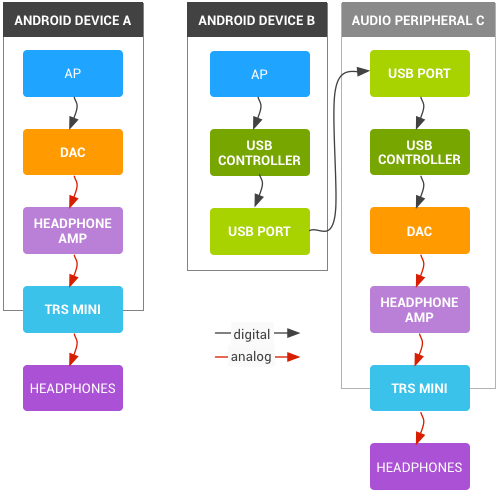 ANDROID DEVICE A
AP
DAC
HEADPHONE
AMP
TRS MINI
HEADPHONES
ANDROID DEVICE B
AP
USB
CONTROLLER
USB PORT
digital
analog
AUDIO PERIPHERAL C
USB PORT
USB
CONTROLLER
DAC
HEADPHONE
AMP
TRS MINI
HEADPHONES